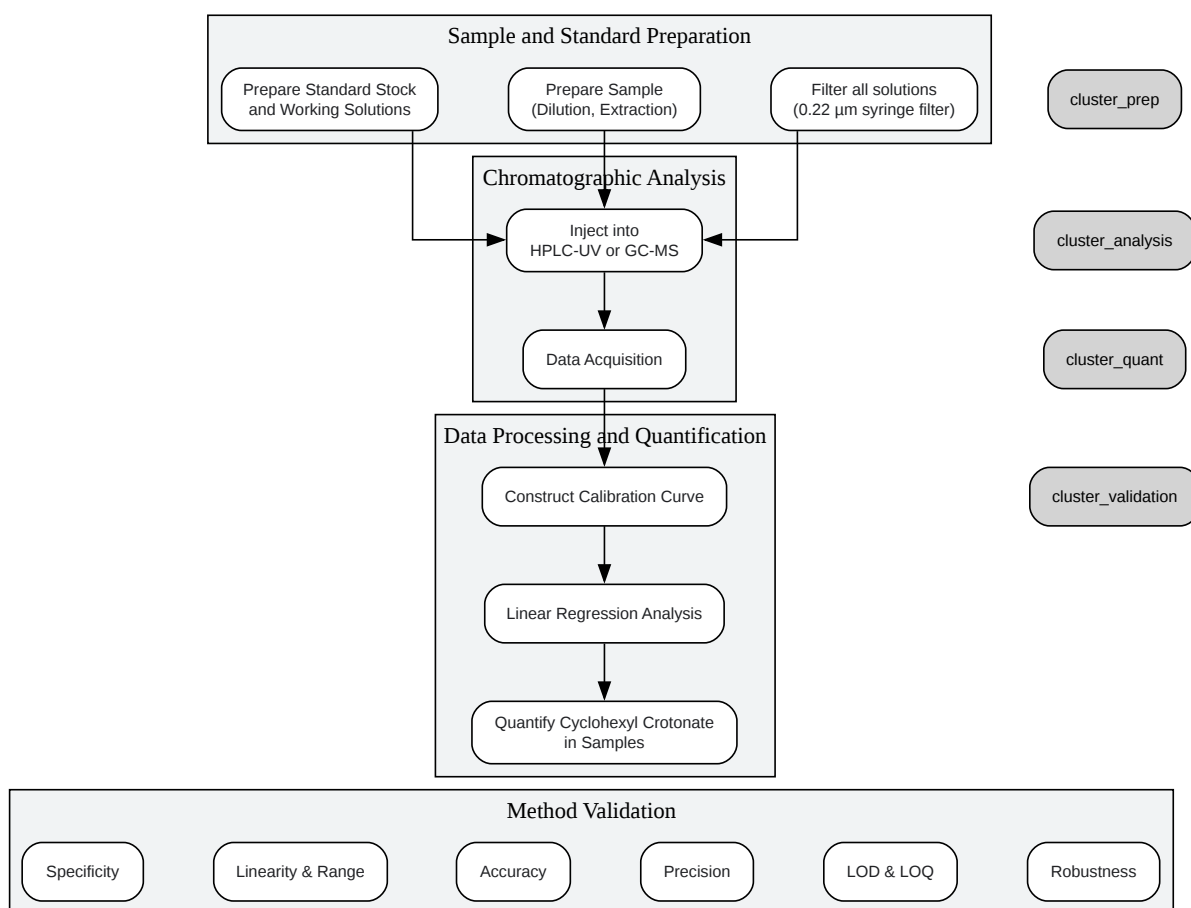 Sample and Standard Preparation
Prepare Standard Stock
and Working Solutions
Prepare Sample
(Dilution, Extraction)
Filter all solutions
(0.22 µm syringe filter)
cluster_prep
Chromatographic Analysis
Inject into
HPLC-UV or GC-MS
cluster_analysis
Data Acquisition
cluster_quant
Data Processing and Quantification
Construct Calibration Curve
cluster_validation
Linear Regression Analysis
Quantify Cyclohexyl Crotonate
in Samples
Method Validation
Specificity
Linearity & Range
Accuracy
Precision
LOD & LOQ
Robustness